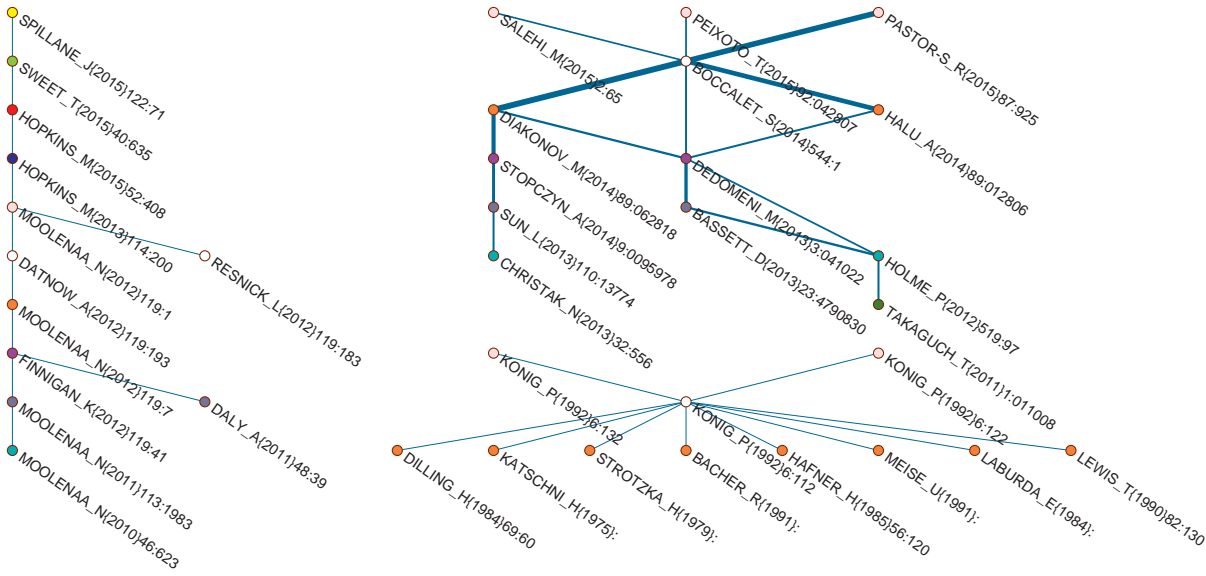 SPILLANE_J{2015}122:71
SWEET_T{2015}40:635
HOPKINS_M{2015}52:408
HOPKINS_M{2013}114:200
MOOLENAA_N{2012}119:1
RESNICK_L{2012}119:183
DATNOW_A{2012}119:193
MOOLENAA_N{2012}119:7
FINNIGAN_K{2012}119:41
DALY_A{2011}48:39
MOOLENAA_N{2011}113:1983
MOOLENAA_N{2010}46:623
SALEHI_M{2015}2:65
PEIXOTO_T{2015}92:042807
PASTOR-S_R{2015}87:925
BOCCALET_S{2014}544:1
DIAKONOV_M{2014}89:062818
HALU_A{2014}89:012806
STOPCZYN_A{2014}9:0095978
DEDOMENI_M{2013}3:041022
SUN_L{2013}110:13774
BASSETT_D{2013}23:4790830
CHRISTAK_N{2013}32:556
HOLME_P{2012}519:97
TAKAGUCH_T{2011}1:011008
KONIG_P{1992}6:132
KONIG_P{1992}6:122
KONIG_P{1992}6:112
DILLING_H{1984}69:60
KATSCHNI_H{1975}:
STROTZKA_H{1979}:
BACHER_R{1991}:
HAFNER_H{1985}56:120
MEISE_U{1991}:
LABURDA_E{1984}:
LEWIS_T{1990}82:130